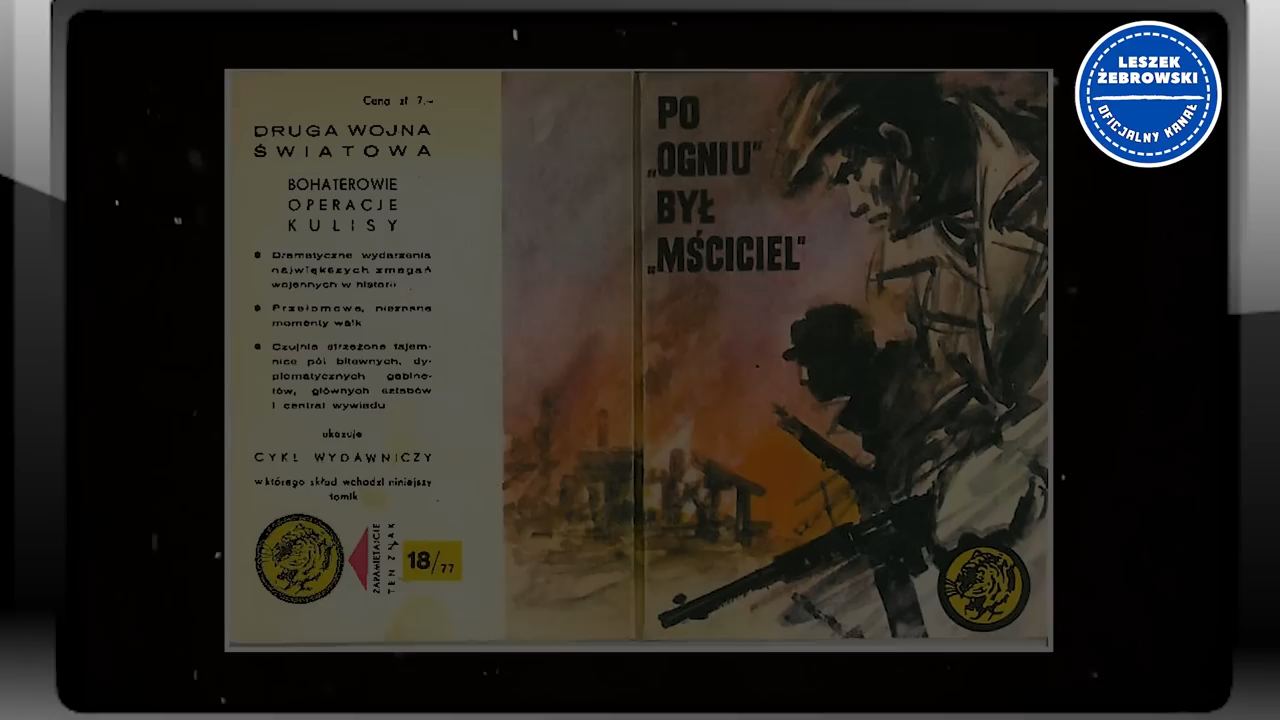 LESZEK
ŻEBROWSKI
OFICJALNY KANAŁ
Cena zł 7.–
DRUGA WOJNA
ŚWIATOWA
BOHATEROWIE
OPERACJE
KULISY
Dramatyczne wydarzenia
największych zmagań
wojennych w historii
Przełomowe, nieznane
momenty walk
Czujnie strzeżone tajem-
nice pól bitewnych, dy-
plomatycznych gabine-
tów, głównych sztabów
i central wywiadu
ukazuje
CYKL WYDAWNICZY
w którego skład wchodzi niniejszy
tomik
ZAPAMIĘTAJCIE
TEN ZNAK
18/77
PO
„OGNIU”
BYŁ
„MŚCICIEL”